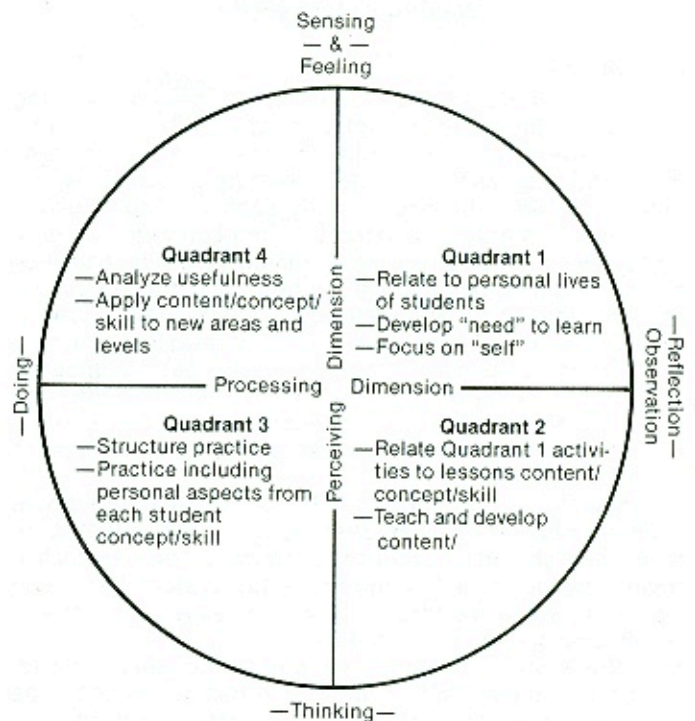 Sensing
— & —
Feeling
Quadrant 4
—Analyze usefulness
—Apply content/concept/
skill to new areas and
levels
Quadrant 1
—Relate to personal lives
of students
—Develop “need” to learn
—Focus on “self”
Dimension
—Doing—
Processing
Dimension
—Reflection—
Observation
Perceiving
Quadrant 3
—Structure practice
—Practice including
personal aspects from
each student
concept/skill
Quadrant 2
—Relate Quadrant 1 activi-
ties to lessons content/
concept/skill
—Teach and develop
content/
—Thinking—